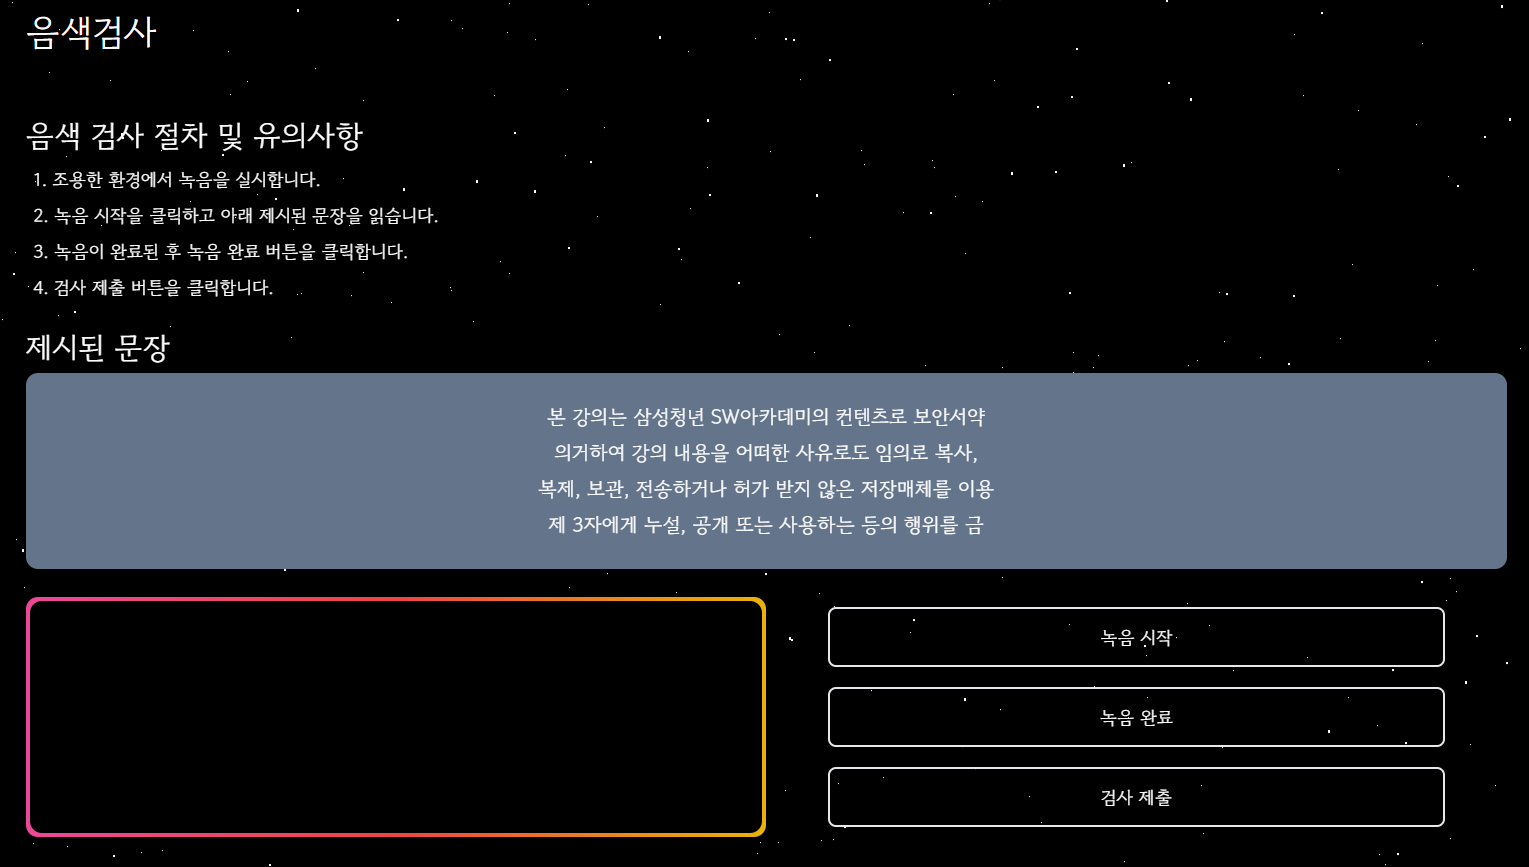 음색검사
음색 검사 절차 및 유의사항
1. 조용한 환경에서 녹음을 실시합니다.
2. 녹음 시작을 클릭하고 아래 제시된 문장을 읽습니다.
3. 녹음이 완료된 후 녹음 완료 버튼을 클릭합니다.
4. 검사 제출 버튼을 클릭합니다.
제시된 문장
본 강의는 삼성청년 SW아카데미의 컨텐츠로 보안서약
의거하여 강의 내용을 어떠한 사유로도 임의로 복사,
복제, 보관, 전송하거나 허가 받지 않은 저장매체를 이용
제 3자에게 누설, 공개 또는 사용하는 등의 행위를 금
녹음 시작
녹음 완료
검사 제출